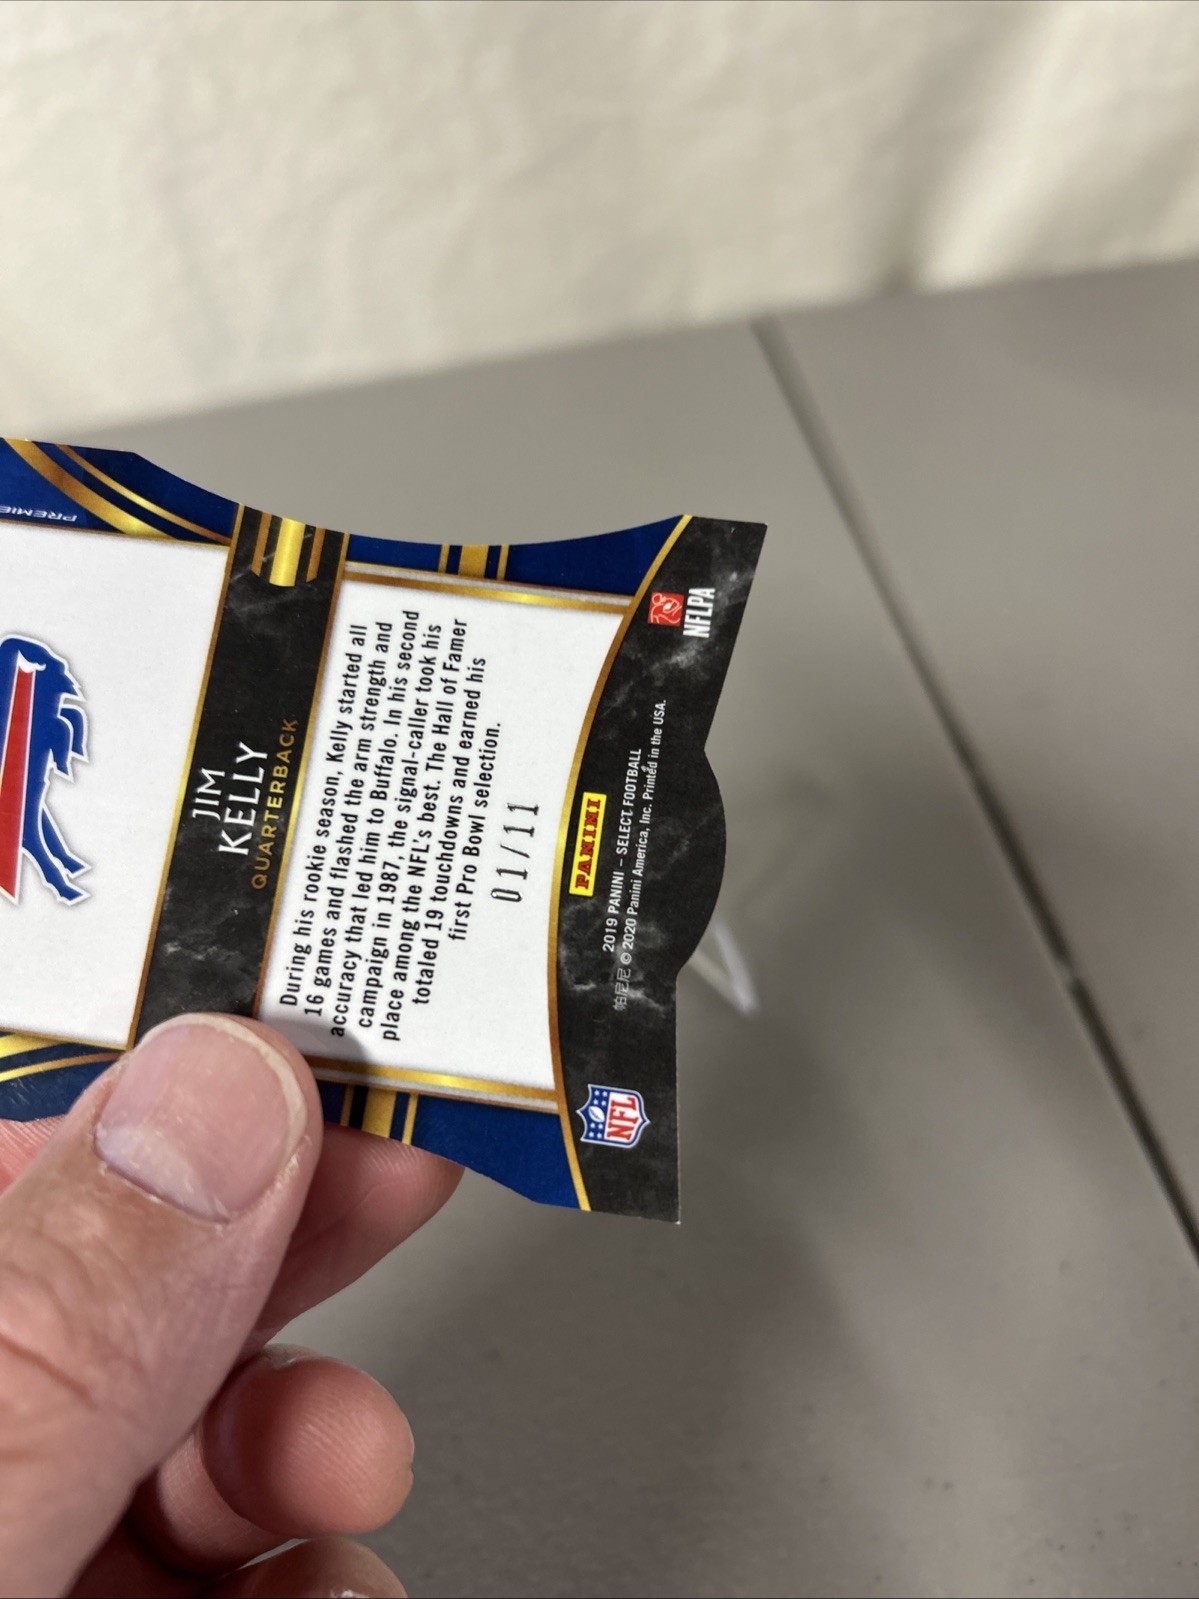 JIM
KELLY
QUARTERBACK
During his rookie season, Kelly started all
16 games and flashed the arm strength and
accuracy that led him to Buffalo. In his second
campaign in 1987, the signal-caller took his
place among the NFL's best. The Hall of Famer
totaled 19 touchdowns and earned his
first Pro Bowl selection.
01/11
PANINI
2019 PANINI – SELECT FOOTBALL
帕尼尼 © 2020 Panini America, Inc. Printed in the USA.
NFLPA
NFL